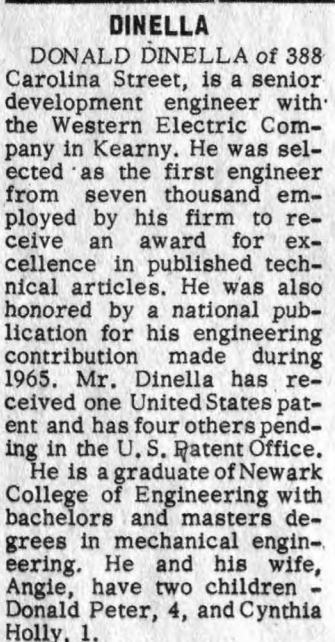 DINELLA
DONALD DINELLA of 388
Carolina Street, is a senior
development engineer with
the Western Electric Com-
pany in Kearny. He was sel-
ected as the first engineer
from seven thousand em-
ployed by his firm to re-
ceive an award for ex-
cellence in published tech-
nical articles. He was also
honored by a national pub-
lication for his engineering
contribution made during
1965. Mr. Dinella has re-
ceived one United States pat-
ent and has four others pend-
ing in the U. S. Patent Office.
He is a graduate of Newark
College of Engineering with
bachelors and masters de-
grees in mechanical engin-
eering. He and his wife,
Angie, have two children -
Donald Peter, 4, and Cynthia
Holly, 1.